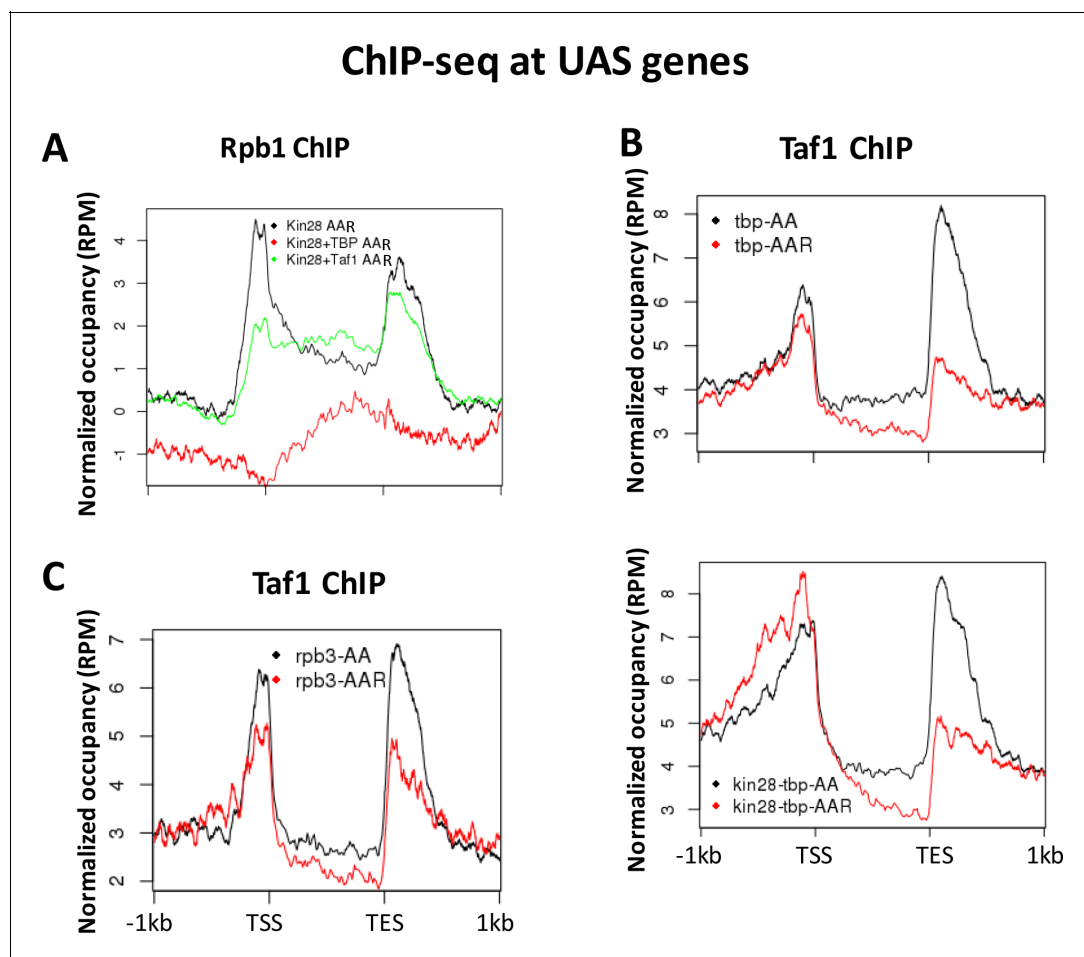 ChIP-seq at UAS genes
A
Rpb1 ChIP
Normalized occupancy (RPM)
4
3
2
1
0
-1
Kin28 AAR
Kin28+TBP AAR
Kin28+Taf1 AAR
B
Taf1 ChIP
Normalized occupancy (RPM)
8
7
6
5
4
3
tbp-AA
tbp-AAR
C
Taf1 ChIP
Normalized occupancy (RPM)
7
6
5
4
3
2
rpb3-AA
rpb3-AAR
-1kb TSS TES 1kb
Normalized occupancy (RPM)
8
7
6
5
4
3
kin28-tbp-AA
kin28-tbp-AAR
-1kb TSS TES 1kb